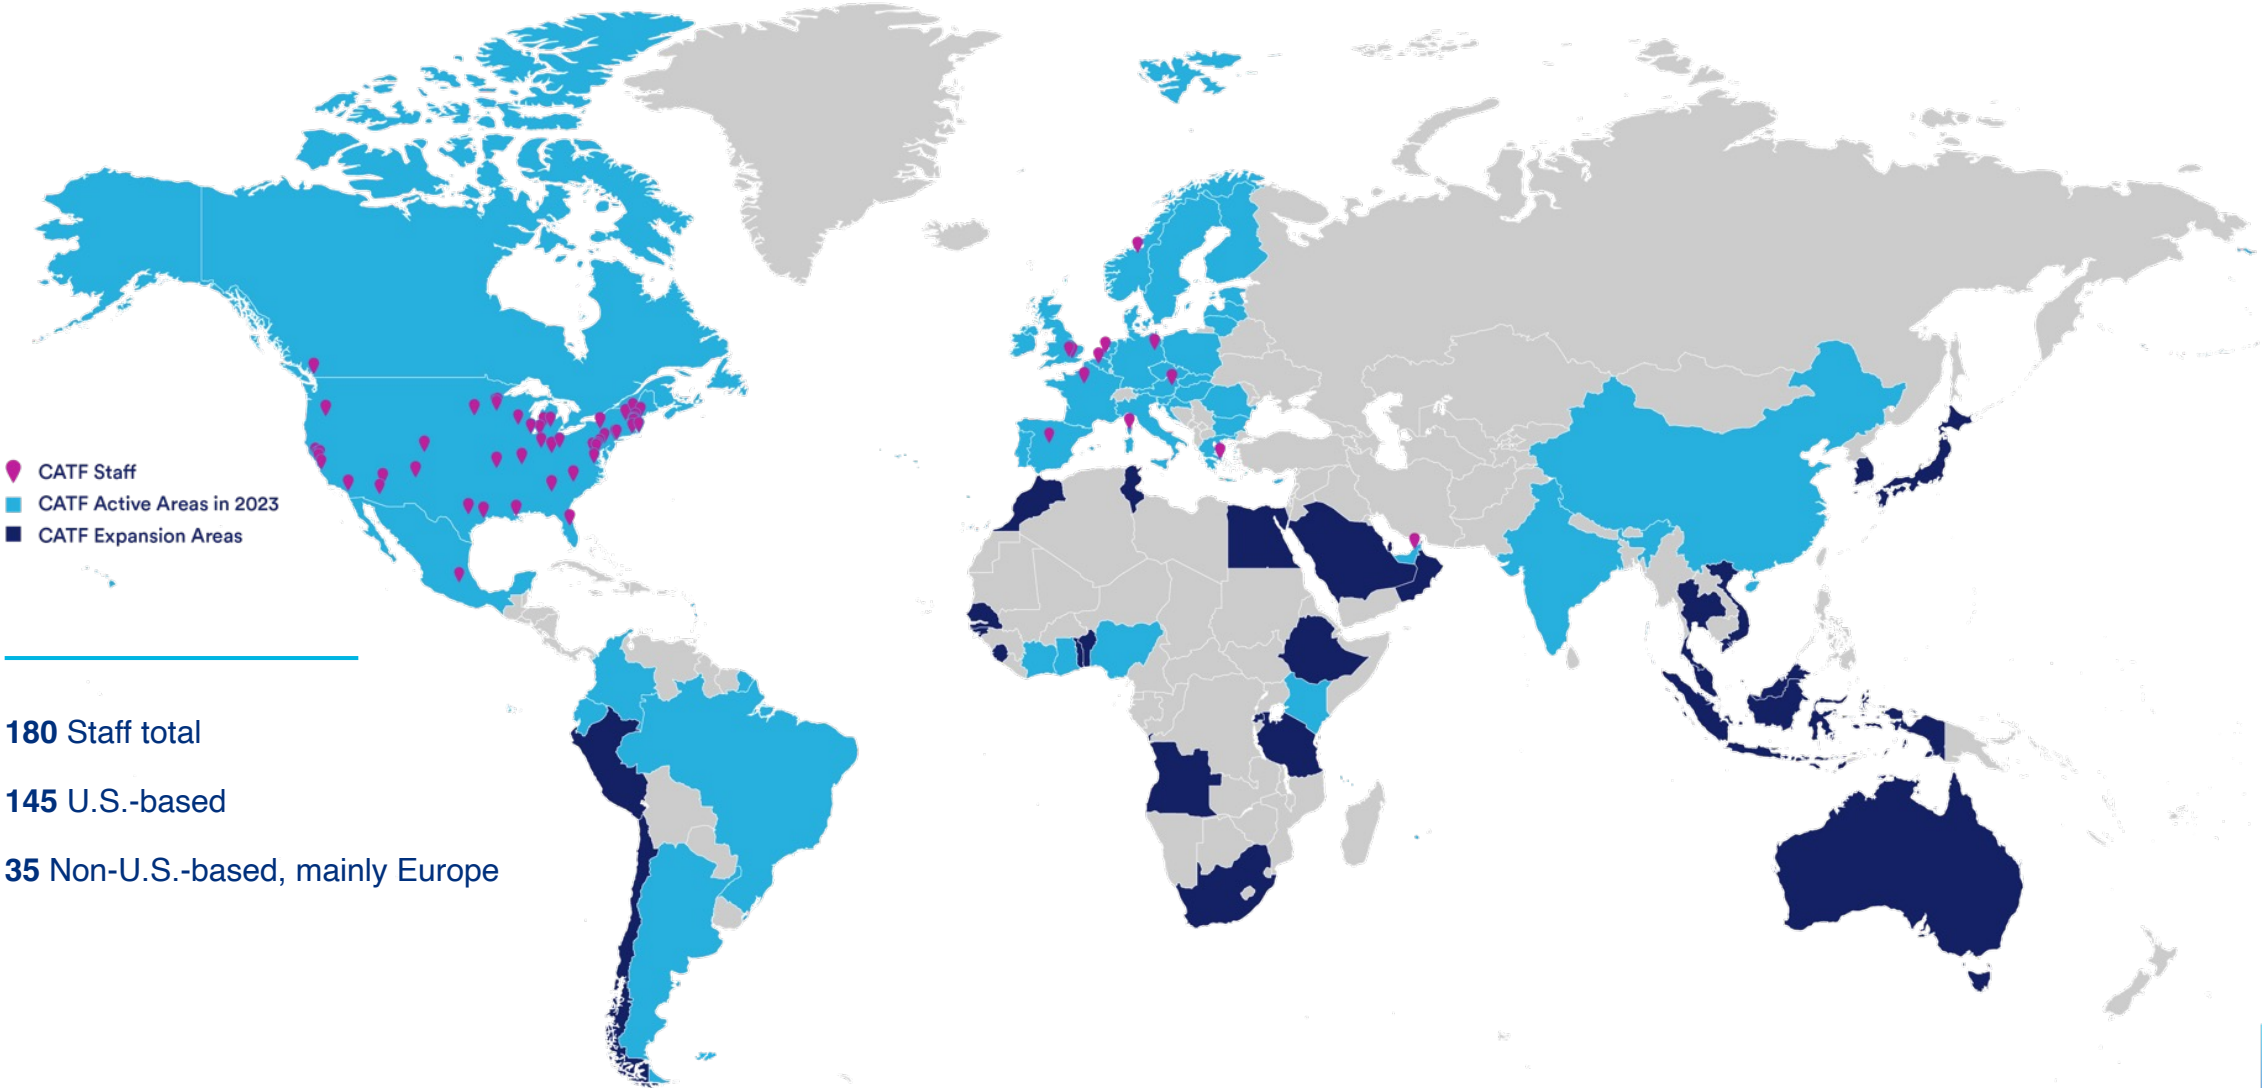 CATF Staff
CATF Active Areas in 2023
CATF Expansion Areas
180 Staff total
145 U.S.-based
35 Non-U.S.-based, mainly Europe